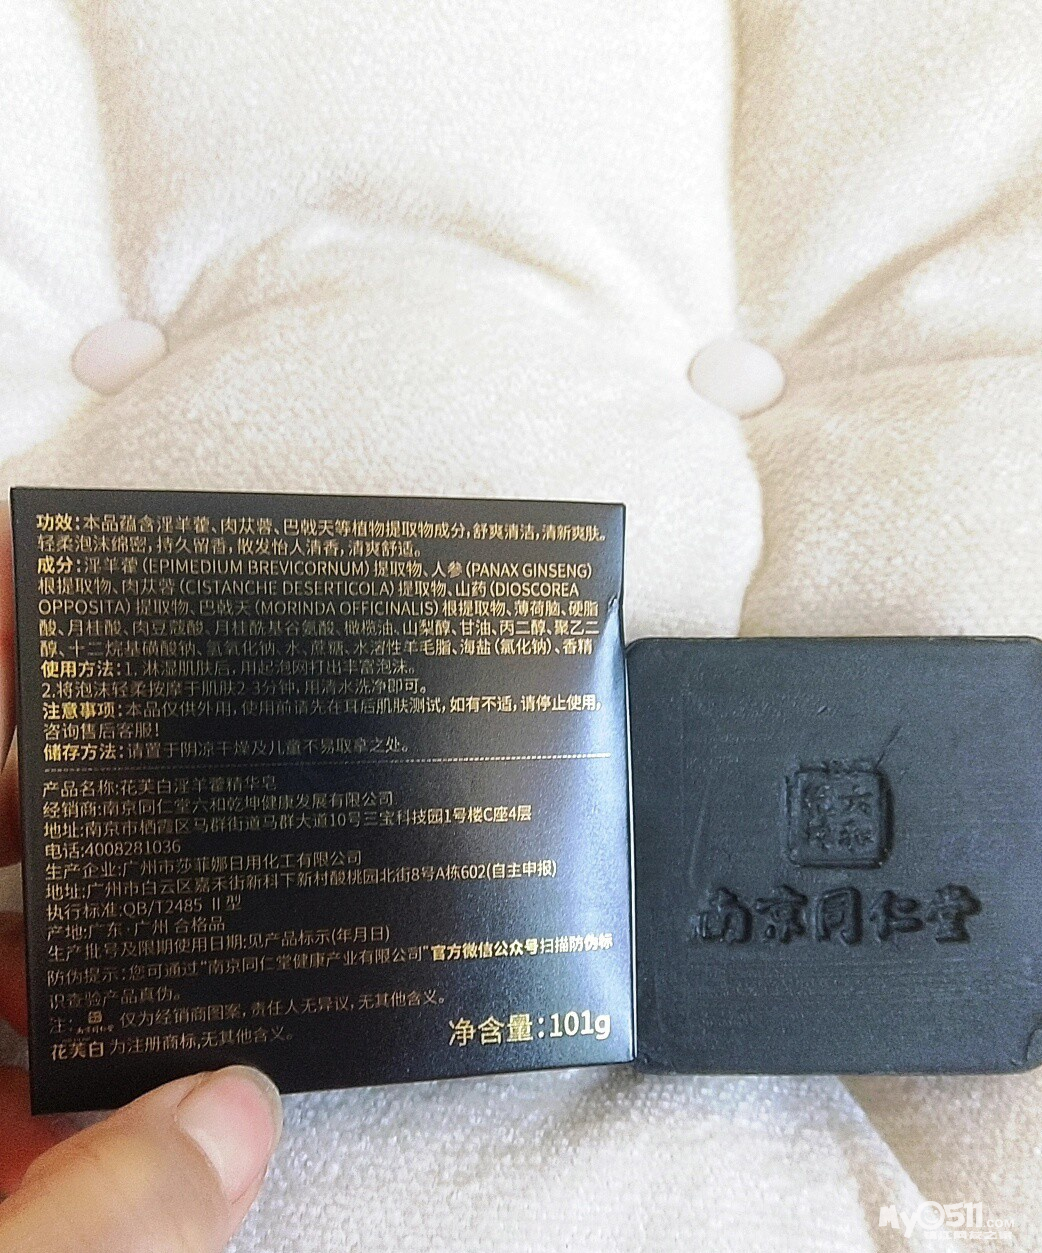 功效:本品蕴含淫羊藿、肉苁蓉、巴戟天等植物提取物成分,舒爽清洁,清新爽肤。
轻柔泡沫绵密,持久留香,散发怡人清香,清爽舒适。
成分:淫羊藿(EPIMEDIUM BREVICORNUM)提取物、人参(PANAX GINSENG)
根提取物、肉苁蓉(CISTANCHE DESERTICOLA)提取物、山药(DIOSCOREA
OPPOSITA)提取物、巴戟天(MORINDA OFFICINALIS)根提取物、薄荷脑、硬脂
酸、月桂酸、肉豆蔻酸、月桂酰基谷氨酸、橄榄油、山梨醇、甘油、丙二醇、聚乙二
醇、十二烷基磺酸钠、氢氧化钠、水、蔗糖、水溶性羊毛脂、海盐(氯化钠)、香精
使用方法:1.淋湿肌肤后,用起泡网打出丰富泡沫。
2.将泡沫轻柔按摩于肌肤2-3分钟,用清水洗净即可。
注意事项:本品仅供外用,使用前请先在耳后肌肤测试,如有不适,请停止使用,
咨询售后客服!
储存方法:请置于阴凉干燥及儿童不易取拿之处。
产品名称:花芙白淫羊藿精华皂
经销商:南京同仁堂六和乾坤健康发展有限公司
地址:南京市栖霞区马群街道马群大道10号三宝科技园1号楼C座4层
电话:4008281036
生产企业:广州市莎菲娜日用化工有限公司
地址:广州市白云区嘉禾街新科下新村酸桃园北街8号A栋602(自主申报)
执行标准:QB/T2485 II型
产地:广东·广州 合格品
生产批号及限期使用日期:见产品标示(年月日)
防伪提示:您可通过"南京同仁堂健康产业有限公司"官方微信公众号扫描防伪标
识查验产品真伪。
注: 南京同仁堂 仅为经销商图案,责任人无异议,无其他含义。
花芙白 为注册商标,无其他含义。
净含量:101g
六和
南京同仁堂
My0511.COM